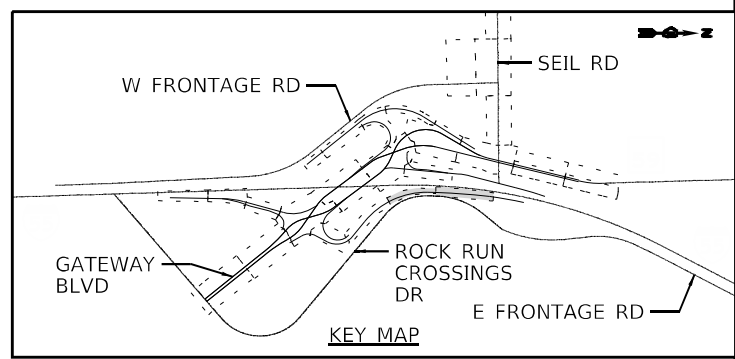 Z
SEIL RD
W FRONTAGE RD
GATEWAY
BLVD
ROCK RUN
CROSSINGS
DR
E FRONTAGE RD
KEY MAP